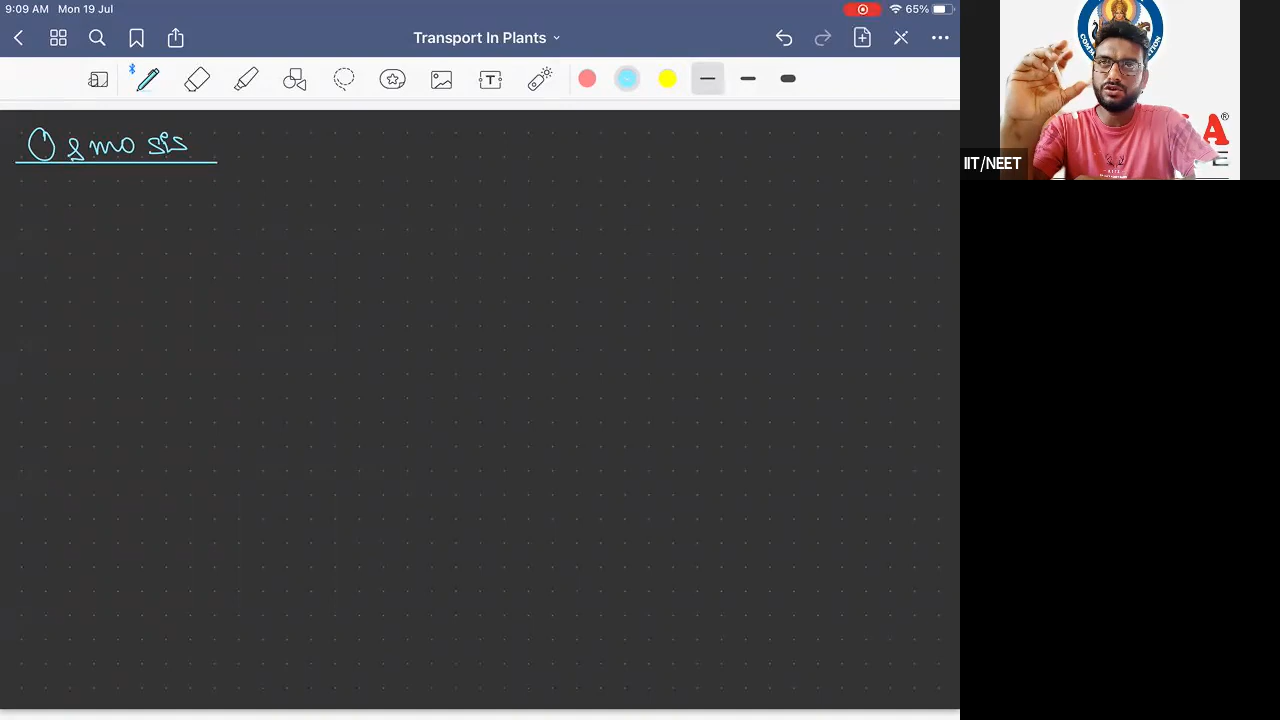 9:09 AM Mon 19 Jul
65%
Transport In Plants
T
Osmosis
A®
E
IIT/NEET